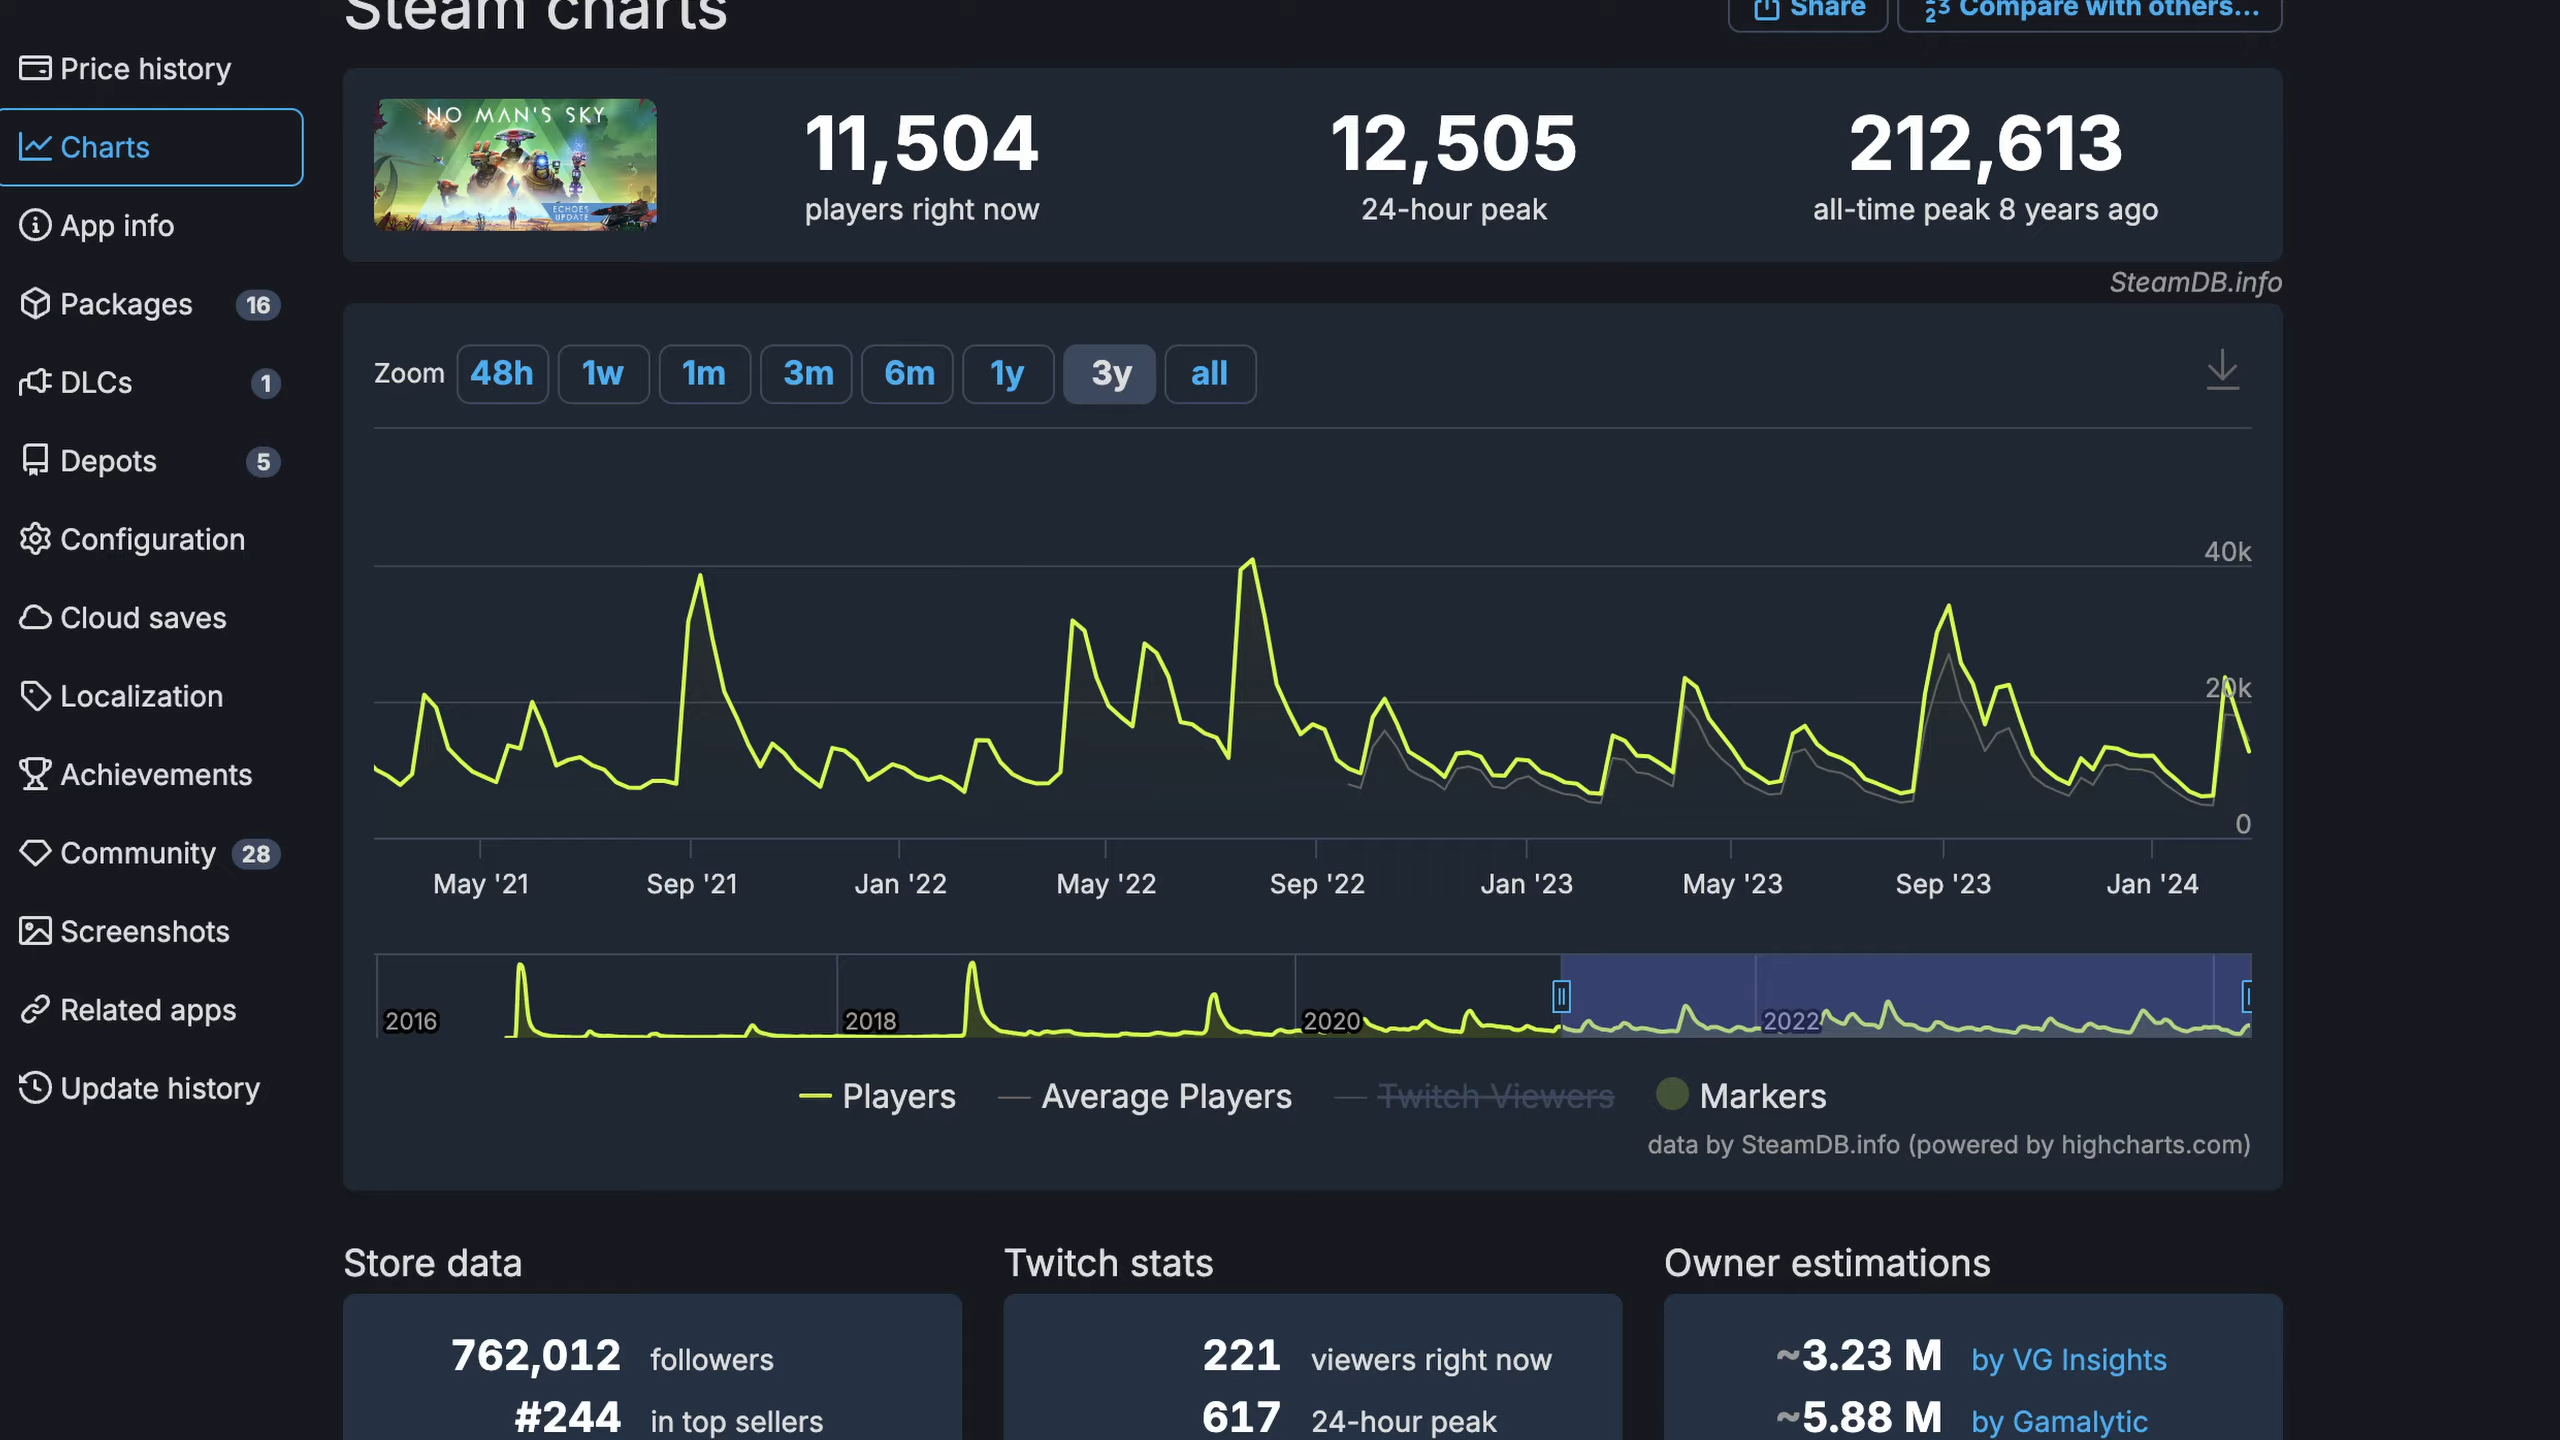 Steam charts
Share
Compare with others...
Price history
Charts
App info
Packages 16
DLCs 1
Depots 5
Configuration
Cloud saves
Localization
Achievements
Community 28
Screenshots
Related apps
Update history
NO MAN'S SKY
ECHOES
UPDATE
11,504
players right now
12,505
24-hour peak
212,613
all-time peak 8 years ago
SteamDB.info
Zoom 48h 1w 1m 3m 6m 1y 3y all
40k
20k
0
May '21 Sep '21 Jan '22 May '22 Sep '22 Jan '23 May '23 Sep '23 Jan '24
2016 2018 2020 2022
Players Average Players Twitch Viewers Markers
data by SteamDB.info (powered by highcharts.com)
Store data
762,012 followers
#244 in top sellers
Twitch stats
221 viewers right now
617 24-hour peak
Owner estimations
~3.23 M by VG Insights
~5.88 M by Gamalytic